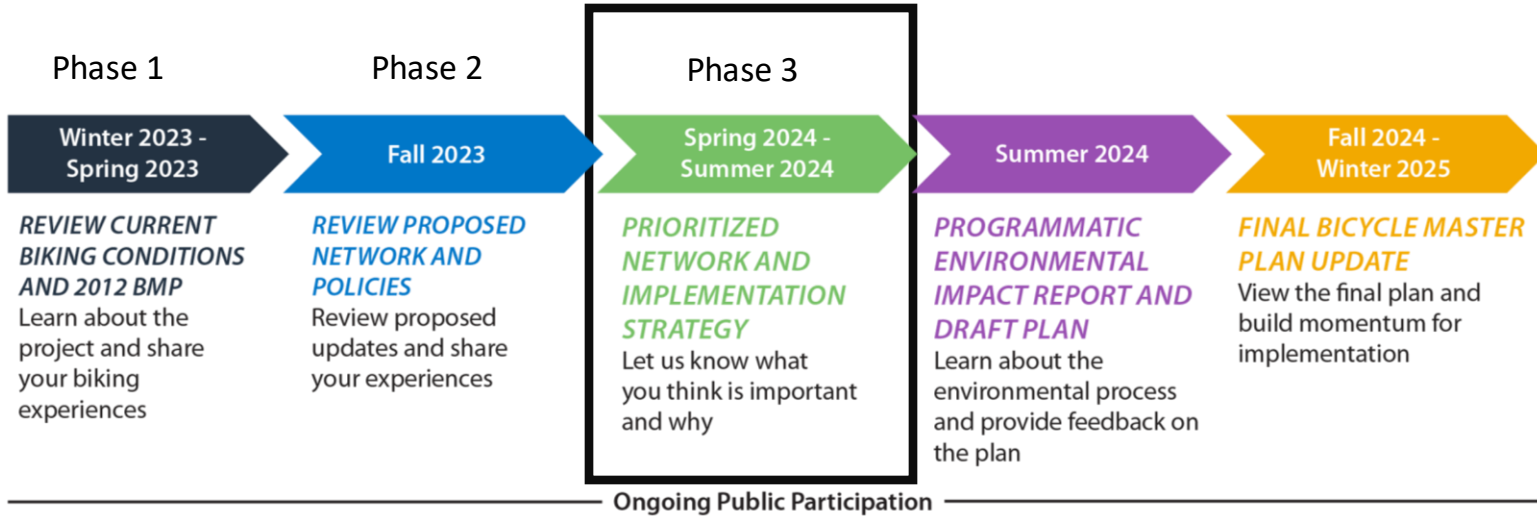 Phase 1
Phase 2
Phase 3
Winter 2023 -
Spring 2023
Fall 2023
Spring 2024 -
Summer 2024
Summer 2024
Fall 2024 -
Winter 2025
REVIEW CURRENT
BIKING CONDITIONS
AND 2012 BMP
Learn about the
project and share
your biking
experiences
REVIEW PROPOSED
NETWORK AND
POLICIES
Review proposed
updates and share
your experiences
PRIORITIZED
NETWORK AND
IMPLEMENTATION
STRATEGY
Let us know what
you think is important
and why
PROGRAMMATIC
ENVIRONMENTAL
IMPACT REPORT AND
DRAFT PLAN
Learn about the
environmental process
and provide feedback on
the plan
FINAL BICYCLE MASTER
PLAN UPDATE
View the final plan and
build momentum for
implementation
Ongoing Public Participation